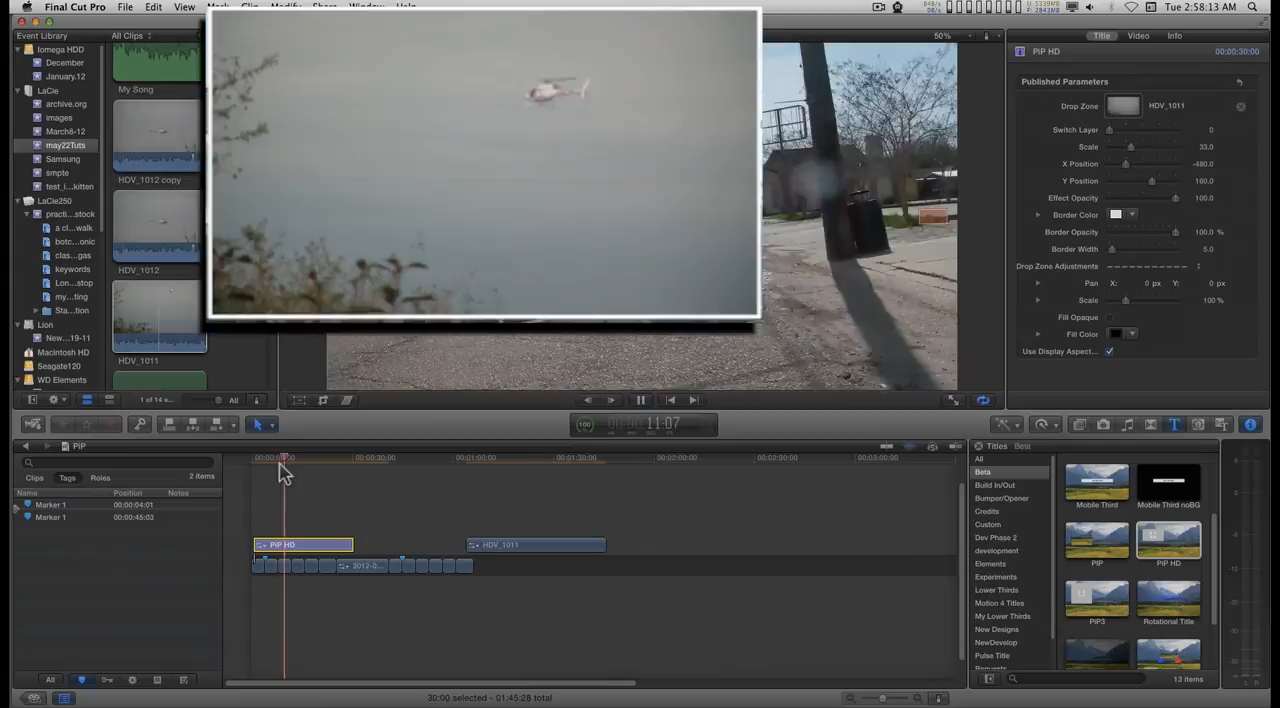 Final Cut Pro File Edit View Mark Clip Modify Share Window Help
Tue 2:58:13 AM
Event Library
All Clips
50%
Title Video Info
Iomega HDD
December
January.12
LaCie
archive.org
images
March8-12
may22Tuts
Samsung
smpte
test_i...kitten
LaCie250
practi...stock
a cl...walk
botc...onic
clas...gas
keywords
Lon...stop
my...ting
Sta...tion
Lion
New...19-11
Macintosh HD
Seagate120
WD Elements
My Song
HDV_1012 copy
HDV_1012
HDV_1011
1 of 14 s...
All
PiP HD
00:00:30:00
Published Parameters
Drop Zone HDV_1011
Switch Layer 0
Scale 33.0
X Position -480.0
Y Position 160.0
Effect Opacity 100.0
Border Color
Border Opacity 100.0 %
Border Width 5.0
Drop Zone Adjustments
Pan X: 0 px Y: 0 px
Scale 100 %
Fill Opaque
Fill Color
Use Display Aspect...
100
11:07
PiP
Clips Tags Roles
2 items
Name Position Notes
Marker 1 00:00:04:01
Marker 1 00:00:45:03
00:00:30:00 00:01:00:00 00:01:30:00 00:02:00:00 00:02:30:00 00:03:00:00
PiP HD
HDV_1011
2012-0...
All
30:00 selected - 01:45:28 total
Titles Beta
All
Beta
Build In/Out
Bumper/Opener
Credits
Custom
Dev Phase 2
development
Elements
Experiments
Lower Thirds
Motion 4 Titles
My Lower Thirds
New Designs
NewDevelop
Pulse Title
Requests
Mobile Third
Mobile Third noBG
PIP
PiP HD
PiP3
Rotational Title
13 items